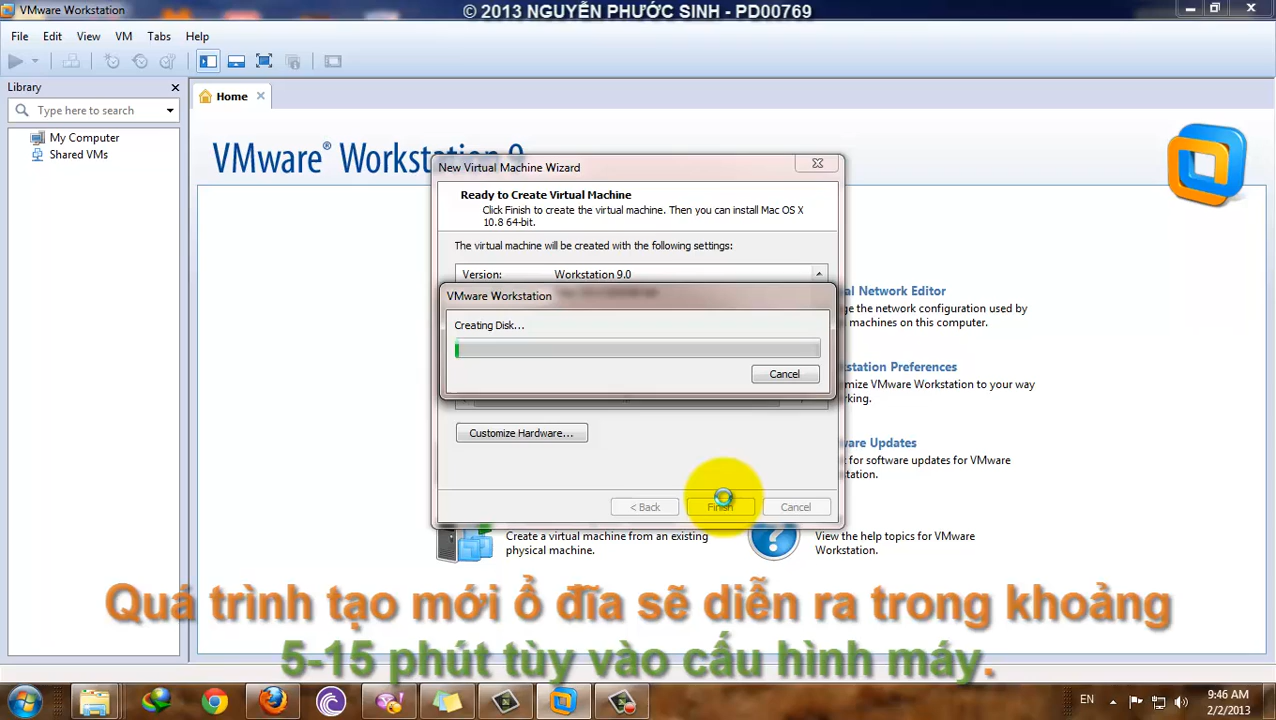 VMware Workstation
© 2013 NGUYỄN PHƯỚC SINH - PD00769
File Edit View VM Tabs Help
Library
Type here to search
My Computer
Shared VMs
Home
VMware® Workstation 9
New Virtual Machine Wizard
Ready to Create Virtual Machine
Click Finish to create the virtual machine. Then you can install Mac OS X
10.8 64-bit.
The virtual machine will be created with the following settings:
Version: Workstation 9.0
VMware Workstation
Creating Disk...
Cancel
Customize Hardware...
< Back Finish Cancel
al Network Editor
he network configuration used by
machines on this computer.
station Preferences
mize VMware Workstation to your way
rking.
ware Updates
for software updates for VMware
station.
Create a virtual machine from an existing
physical machine.
View the help topics for VMware
Workstation.
Quá trình tạo mới ổ đĩa sẽ diễn ra trong khoảng
5-15 phút tùy vào cấu hình máy.
EN
9:46 AM
2/2/2013